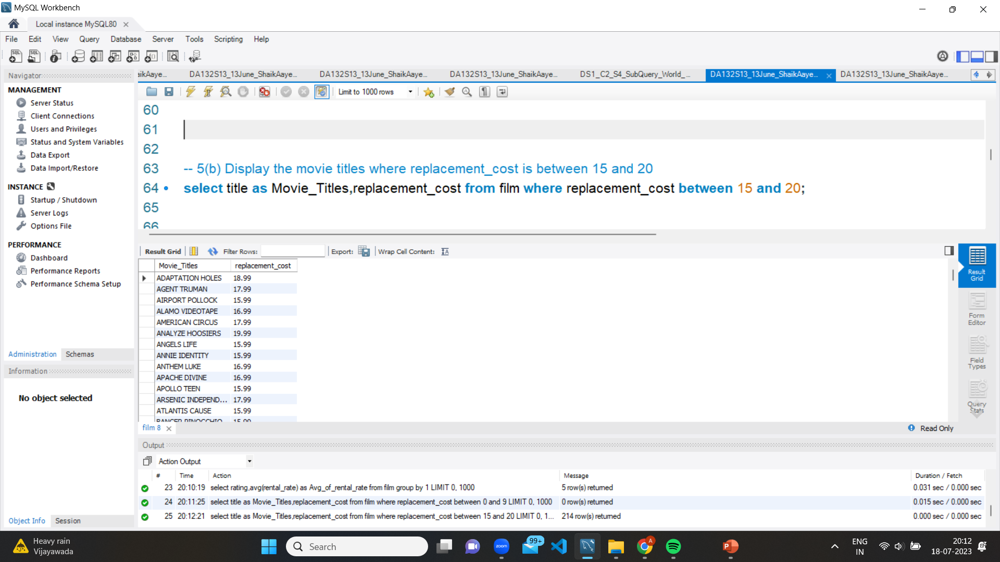 MySQL Workbench
Local instance MySQL80
File Edit View Query Database Server Tools Scripting Help
Navigator
MANAGEMENT
Server Status
Client Connections
Users and Privileges
Status and System Variables
Data Export
Data Import/Restore
INSTANCE
Startup / Shutdown
Server Logs
Options File
PERFORMANCE
Dashboard
Performance Reports
Performance Schema Setup
Administration Schemas
Information
No object selected
Object Info Session
aikAaye... DA132S13_13June_ShaikAaye... DA132S13_13June_ShaikAaye... DA132S13_13June_ShaikAaye... DS1_C2_S4_SubQuery_World_... DA132S13_13June_ShaikAaye... DA132S13_13June_ShaikAaye...
Limit to 1000 rows
60
61
62
63 -- 5(b) Display the movie titles where replacement_cost is between 15 and 20
64 select title as Movie_Titles,replacement_cost from film where replacement_cost between 15 and 20;
65
66
Result Grid Filter Rows: Export: Wrap Cell Content:
Movie_Titles replacement_cost
ADAPTATION HOLES 18.99
AGENT TRUMAN 17.99
AIRPORT POLLOCK 15.99
ALAMO VIDEOTAPE 16.99
AMERICAN CIRCUS 17.99
ANALYZE HOOSIERS 19.99
ANGELS LIFE 15.99
ANNIE IDENTITY 15.99
ANTHEM LUKE 16.99
APACHE DIVINE 16.99
APOLLO TEEN 15.99
ARSENIC INDEPEND... 17.99
ATLANTIS CAUSE 15.99
BANGER PINOCCHIO 15.99
Result Grid
Form Editor
Field Types
Query Stats
film 8
Read Only
Output
Action Output
# Time Action Message Duration / Fetch
23 20:10:19 select rating,avg(rental_rate) as Avg_of_rental_rate from film group by 1 LIMIT 0, 1000 5 row(s) returned 0.031 sec / 0.000 sec
24 20:11:25 select title as Movie_Titles,replacement_cost from film where replacement_cost between 0 and 9 LIMIT 0, 1000 0 row(s) returned 0.015 sec / 0.000 sec
25 20:12:21 select title as Movie_Titles,replacement_cost from film where replacement_cost between 15 and 20 LIMIT 0, 1... 214 row(s) returned 0.000 sec / 0.000 sec
Heavy rain
Vijayawada
Search
zoom
99+
A
P
ENG
IN
20:12
18-07-2023